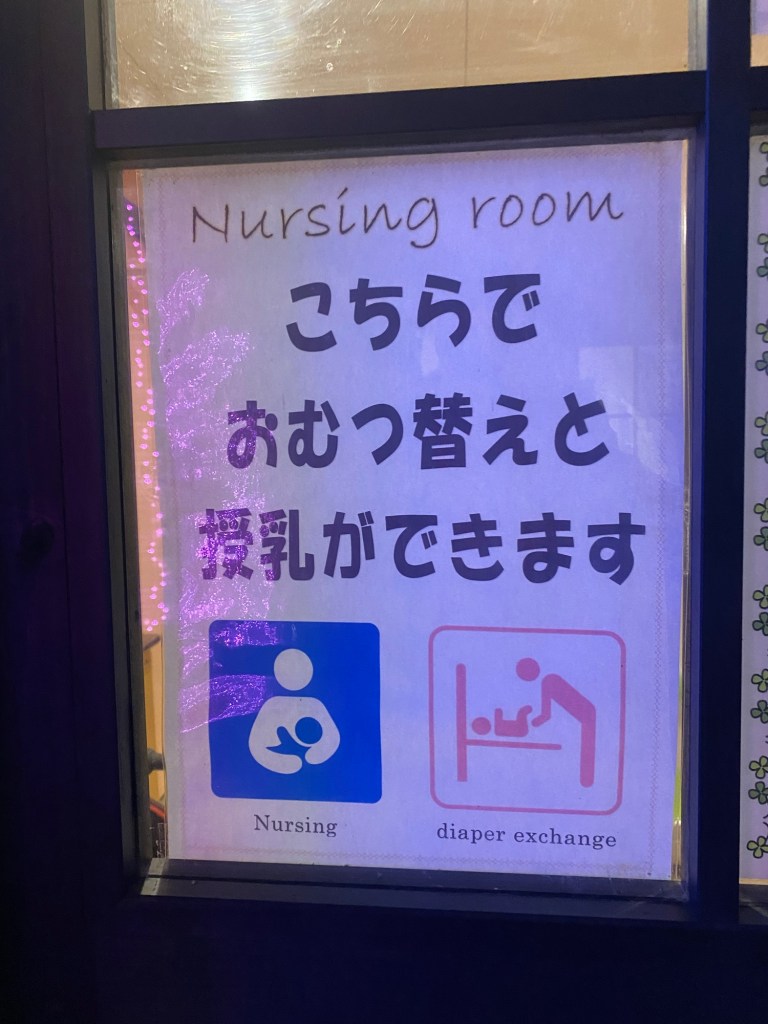 Nursing room
こちらで
おむつ替えと
授乳ができます
Nursing
diaper exchange